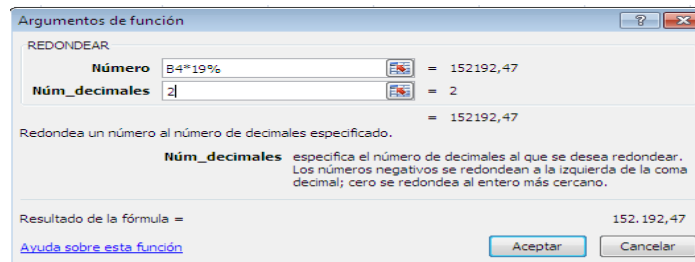 Argumentos de función
REDONDEAR
Número B4*19% = 152192,47
Núm_decimales 2 = 2
= 152192,47
Redondea un número al número de decimales especificado.
Núm_decimales especifica el número de decimales al que se desea redondear.
Los números negativos se redondean a la izquierda de la coma
decimal; cero se redondea al entero más cercano.
Resultado de la fórmula = 152.192,47
Ayuda sobre esta función Aceptar Cancelar